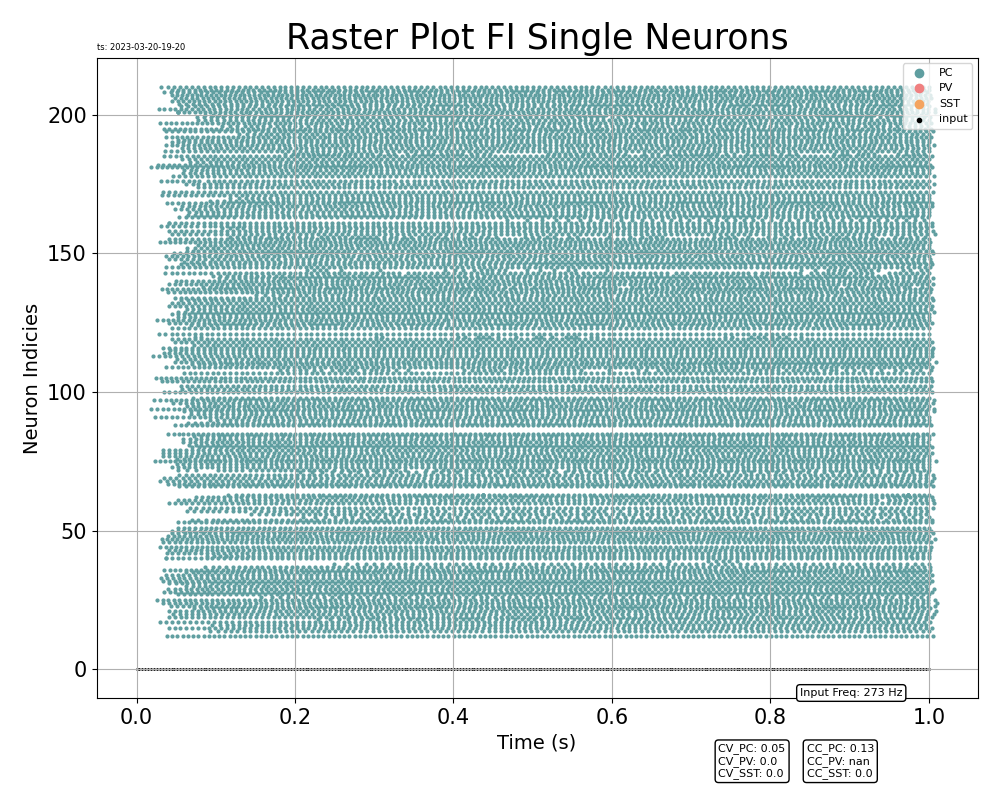 Raster Plot FI Single Neurons
ts: 2023-03-20-19-20
PC
PV
SST
input
200
150
100
50
0
Neuron Indicies
Input Freq: 273 Hz
0.0 0.2 0.4 0.6 0.8 1.0
Time (s)
CV_PC: 0.05
CV_PV: 0.0
CV_SST: 0.0
CC_PC: 0.13
CC_PV: nan
CC_SST: 0.0